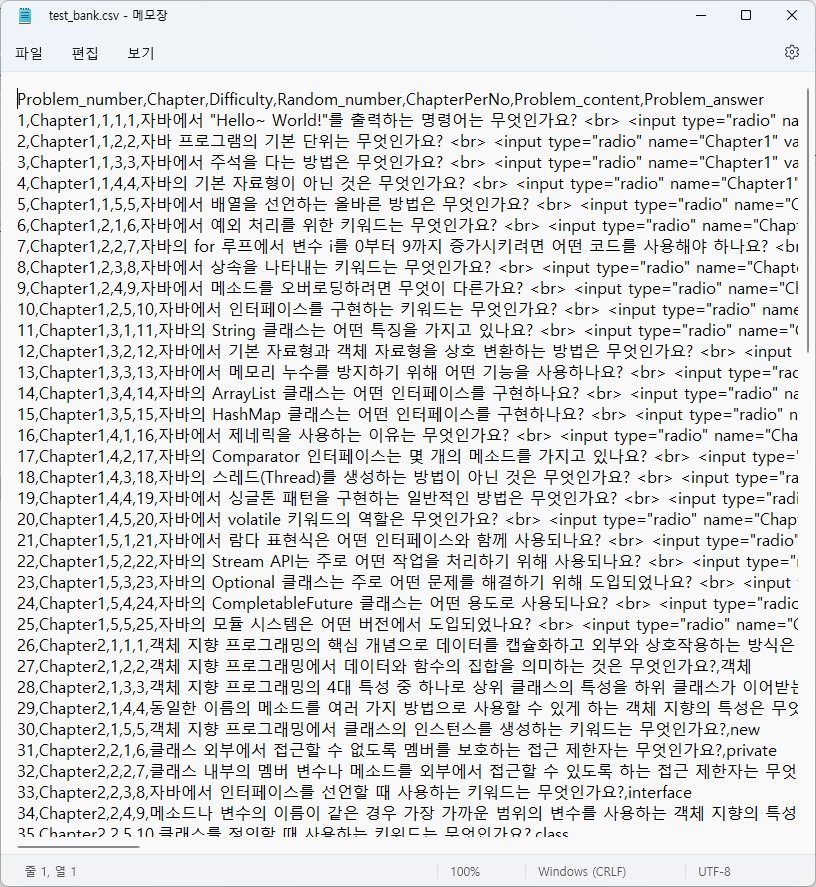 test_bank.csv - 메모장
파일 편집 보기
Problem_number,Chapter,Difficulty,Random_number,ChapterPerNo,Problem_content,Problem_answer
1,Chapter1,1,1,1,자바에서 "Hello~ World!"를 출력하는 명령어는 무엇인가요? <br> <input type="radio" na
2,Chapter1,1,2,2,자바 프로그램의 기본 단위는 무엇인가요? <br> <input type="radio" name="Chapter1" va
3,Chapter1,1,3,3,자바에서 주석을 다는 방법은 무엇인가요? <br> <input type="radio" name="Chapter1" va
4,Chapter1,1,4,4,자바의 기본 자료형이 아닌 것은 무엇인가요? <br> <input type="radio" name="Chapter1"
5,Chapter1,1,5,5,자바에서 배열을 선언하는 올바른 방법은 무엇인가요? <br> <input type="radio" name="C
6,Chapter1,2,1,6,자바에서 예외 처리를 위한 키워드는 무엇인가요? <br> <input type="radio" name="Chapt
7,Chapter1,2,2,7,자바의 for 루프에서 변수 i를 0부터 9까지 증가시키려면 어떤 코드를 사용해야 하나요? <br
8,Chapter1,2,3,8,자바에서 상속을 나타내는 키워드는 무엇인가요? <br> <input type="radio" name="Chapte
9,Chapter1,2,4,9,자바에서 메소드를 오버로딩하려면 무엇이 다른가요? <br> <input type="radio" name="Ch
10,Chapter1,2,5,10,자바에서 인터페이스를 구현하는 키워드는 무엇인가요? <br> <input type="radio" name
11,Chapter1,3,1,11,자바의 String 클래스는 어떤 특징을 가지고 있나요? <br> <input type="radio" name="
12,Chapter1,3,2,12,자바에서 기본 자료형과 객체 자료형을 상호 변환하는 방법은 무엇인가요? <br> <input
13,Chapter1,3,3,13,자바에서 메모리 누수를 방지하기 위해 어떤 기능을 사용하나요? <br> <input type="rad
14,Chapter1,3,4,14,자바의 ArrayList 클래스는 어떤 인터페이스를 구현하나요? <br> <input type="radio" na
15,Chapter1,3,5,15,자바의 HashMap 클래스는 어떤 인터페이스를 구현하나요? <br> <input type="radio" n
16,Chapter1,4,1,16,자바에서 제네릭을 사용하는 이유는 무엇인가요? <br> <input type="radio" name="Cha
17,Chapter1,4,2,17,자바의 Comparator 인터페이스는 몇 개의 메소드를 가지고 있나요? <br> <input type="
18,Chapter1,4,3,18,자바의 스레드(Thread)를 생성하는 방법이 아닌 것은 무엇인가요? <br> <input type="ra
19,Chapter1,4,4,19,자바에서 싱글톤 패턴을 구현하는 일반적인 방법은 무엇인가요? <br> <input type="radi
20,Chapter1,4,5,20,자바에서 volatile 키워드의 역할은 무엇인가요? <br> <input type="radio" name="Chap
21,Chapter1,5,1,21,자바에서 람다 표현식은 어떤 인터페이스와 함께 사용되나요? <br> <input type="radio"
22,Chapter1,5,2,22,자바의 Stream API는 주로 어떤 작업을 처리하기 위해 사용되나요? <br> <input type="r
23,Chapter1,5,3,23,자바의 Optional 클래스는 주로 어떤 문제를 해결하기 위해 도입되었나요? <br> <input
24,Chapter1,5,4,24,자바의 CompletableFuture 클래스는 어떤 용도로 사용되나요? <br> <input type="radio
25,Chapter1,5,5,25,자바의 모듈 시스템은 어떤 버전에서 도입되었나요? <br> <input type="radio" name="C
26,Chapter2,1,1,1,객체 지향 프로그래밍의 핵심 개념으로 데이터를 캡슐화하고 외부와 상호작용하는 방식은
27,Chapter2,1,2,2,객체 지향 프로그래밍에서 데이터와 함수의 집합을 의미하는 것은 무엇인가요?,객체
28,Chapter2,1,3,3,객체 지향 프로그래밍의 4대 특성 중 하나로 상위 클래스의 특성을 하위 클래스가 이어받는
29,Chapter2,1,4,4,동일한 이름의 메소드를 여러 가지 방법으로 사용할 수 있게 하는 객체 지향의 특성은 무엇
30,Chapter2,1,5,5,객체 지향 프로그래밍에서 클래스의 인스턴스를 생성하는 키워드는 무엇인가요?,new
31,Chapter2,2,1,6,클래스 외부에서 접근할 수 없도록 멤버를 보호하는 접근 제한자는 무엇인가요?,private
32,Chapter2,2,2,7,클래스 내부의 멤버 변수나 메소드를 외부에서 접근할 수 있도록 하는 접근 제한자는 무엇
33,Chapter2,2,3,8,자바에서 인터페이스를 선언할 때 사용하는 키워드는 무엇인가요?,interface
34,Chapter2,2,4,9,메소드나 변수의 이름이 같은 경우 가장 가까운 범위의 변수를 사용하는 객체 지향의 특성
35,Chapter2,2,5,10,클래스를 정의할 때 사용하는 키워드는 무엇인가요?,class
줄 1, 열 1 100% Windows (CRLF) UTF-8